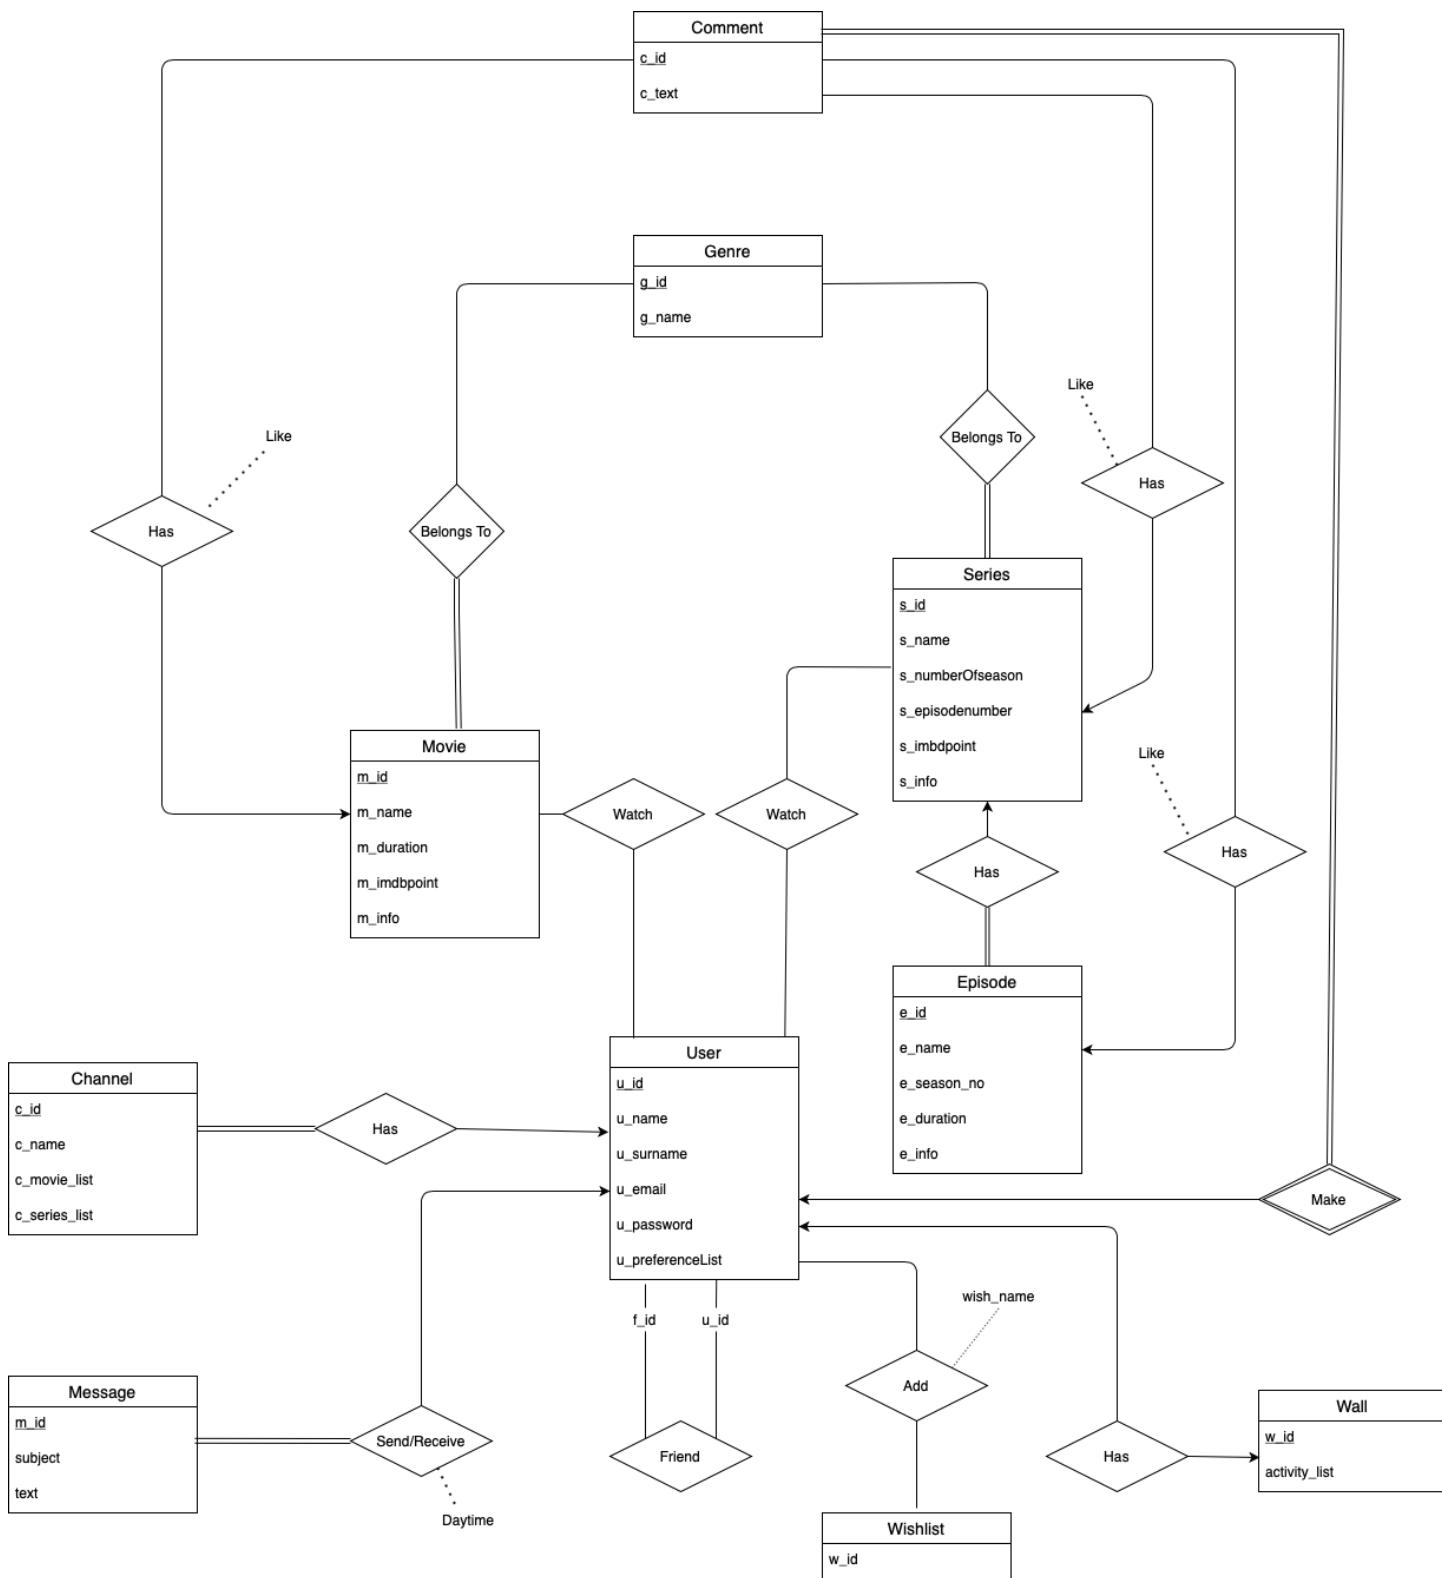 Comment
c_id
c_text
Genre
g_id
g_name
Like
Like
Belongs To
Has
Has
Belongs To
Series
s_id
s_name
s_numberOfseason
s_episodenumber
s_imbdpoint
s_info
Movie
m_id
m_name
m_duration
m_imdbpoint
m_info
Watch
Watch
Like
Has
Has
Episode
e_id
e_name
e_season_no
e_duration
e_info
User
u_id
u_name
u_surname
u_email
u_password
u_preferenceList
Channel
c_id
c_name
c_movie_list
c_series_list
Has
Make
f_id
u_id
wish_name
Add
Message
m_id
subject
text
Send/Receive
Daytime
Friend
Has
Wall
w_id
activity_list
Wishlist
w_id